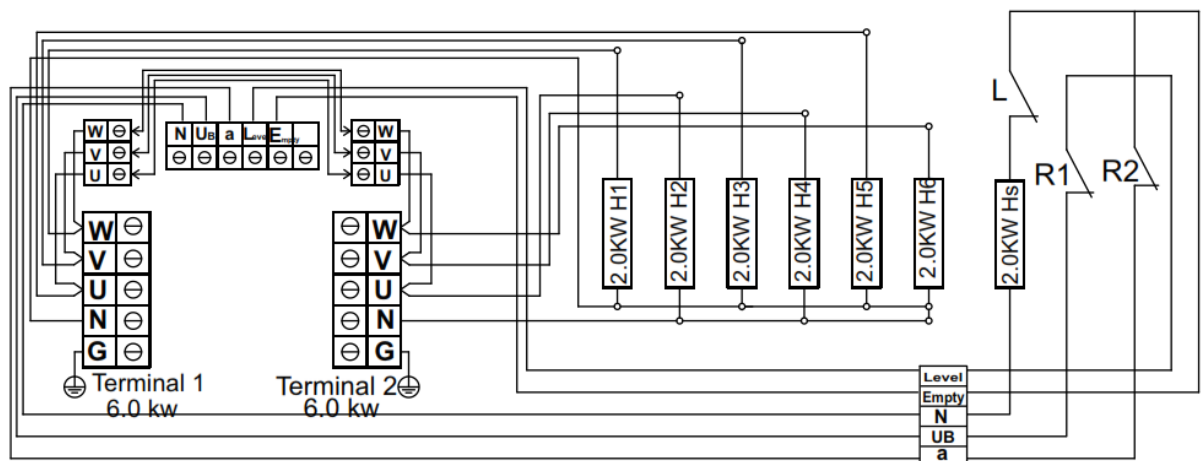 N UB a Level Empty
W
V
U
W
V
U
W
V
U
N
G
W
V
U
N
G
Terminal 1
6.0 kw
Terminal 2
6.0 kw
2.0KW H1
2.0KW H2
2.0KW H3
2.0KW H4
2.0KW H5
2.0KW H6
2.0KW Hs
L
R1
R2
Level
Empty
N
UB
a